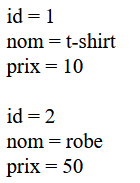 id = 1
nom = t-shirt
prix = 10

id = 2
nom = robe
prix = 50